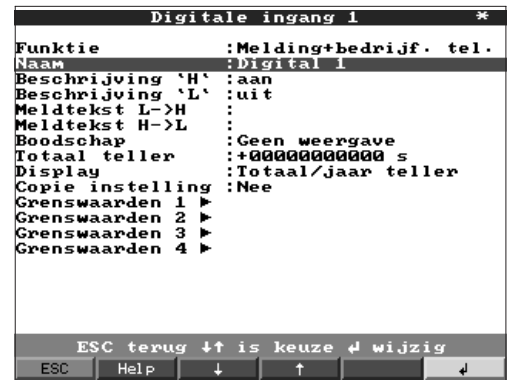 Digitale ingang 1 *
Funktie :Melding+bedrijf. tel.
Naam :Digital 1
Beschrijving 'H' :aan
Beschrijving 'L' :uit
Meldtekst L->H :
Meldtekst H->L :
Boodschap :Geen weergave
Totaal teller :+00000000000 s
Display :Totaal/jaar teller
Copie instelling :Nee
Grenswaarden 1 ►
Grenswaarden 2 ►
Grenswaarden 3 ►
Grenswaarden 4 ►
ESC terug ↓↑ is keuze ↲ wijzig
ESC Help ↓ ↑ ↲